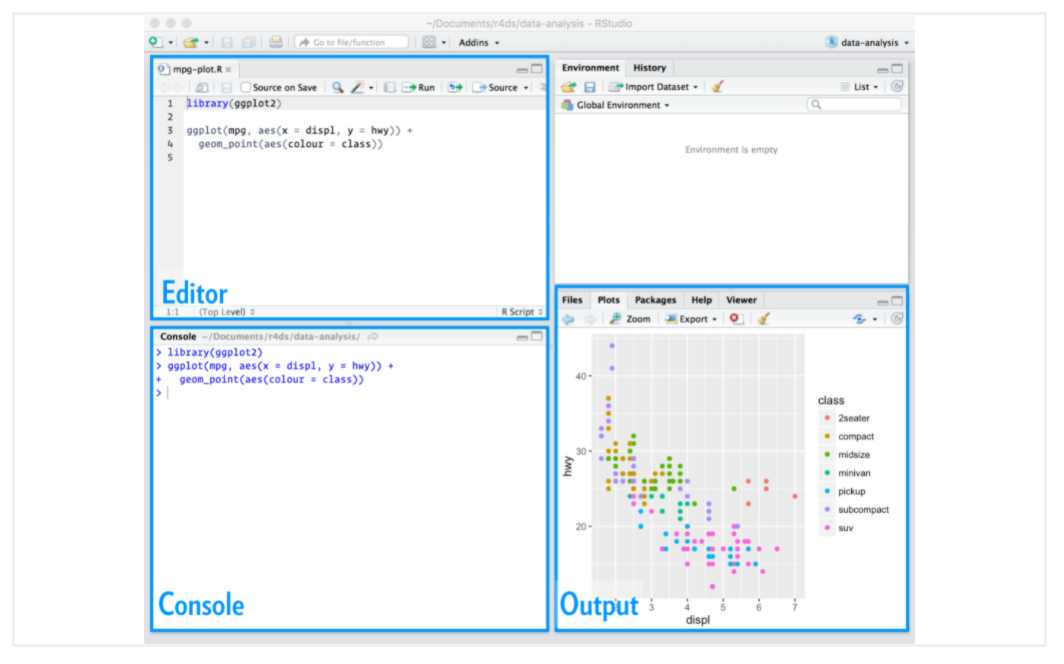 ~/Documents/r4ds/data-analysis - RStudio
Go to file/function
Addins
data-analysis
mpg-plot.R
Source on Save
Run
Source
1 library(ggplot2)
2
3 ggplot(mpg, aes(x = displ, y = hwy)) +
4   geom_point(aes(colour = class))
5
Editor
1:1 (Top Level)
R Script
Environment History
Import Dataset
List
Global Environment
Environment is empty
Console ~/Documents/r4ds/data-analysis/
> library(ggplot2)
> ggplot(mpg, aes(x = displ, y = hwy)) +
+   geom_point(aes(colour = class))
>
Console
Files Plots Packages Help Viewer
Zoom Export
40
30
20
hwy
class
2seater
compact
midsize
minivan
pickup
subcompact
suv
3 4 5 6 7
displ
Output